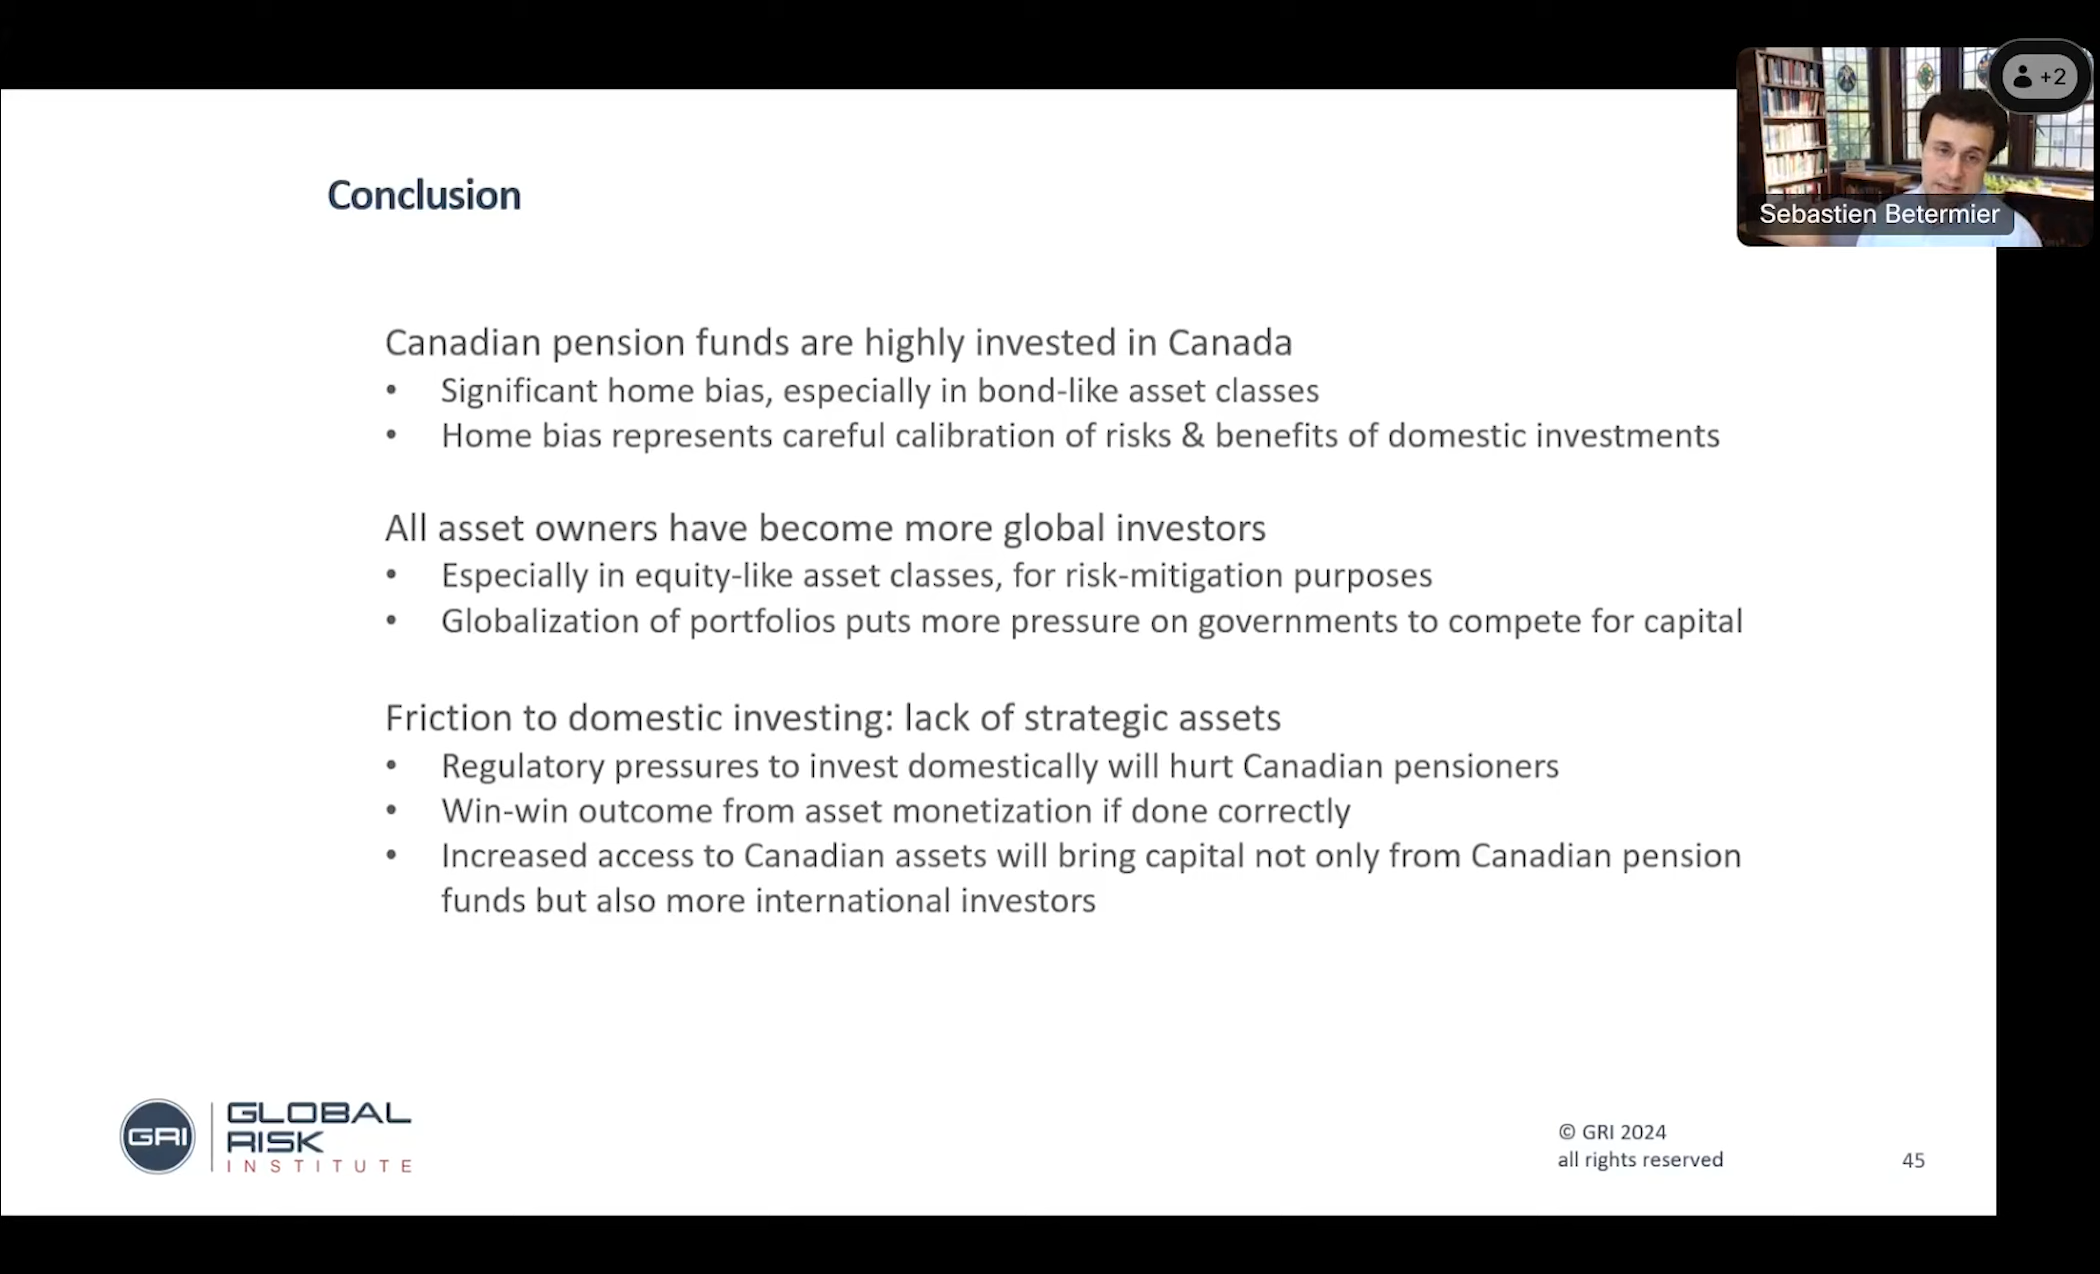 +2
Sebastien Betermier
Conclusion
Canadian pension funds are highly invested in Canada
• Significant home bias, especially in bond-like asset classes
• Home bias represents careful calibration of risks & benefits of domestic investments
All asset owners have become more global investors
• Especially in equity-like asset classes, for risk-mitigation purposes
• Globalization of portfolios puts more pressure on governments to compete for capital
Friction to domestic investing: lack of strategic assets
• Regulatory pressures to invest domestically will hurt Canadian pensioners
• Win-win outcome from asset monetization if done correctly
• Increased access to Canadian assets will bring capital not only from Canadian pension
funds but also more international investors
GRI
GLOBAL
RISK
INSTITUTE
© GRI 2024
all rights reserved
45